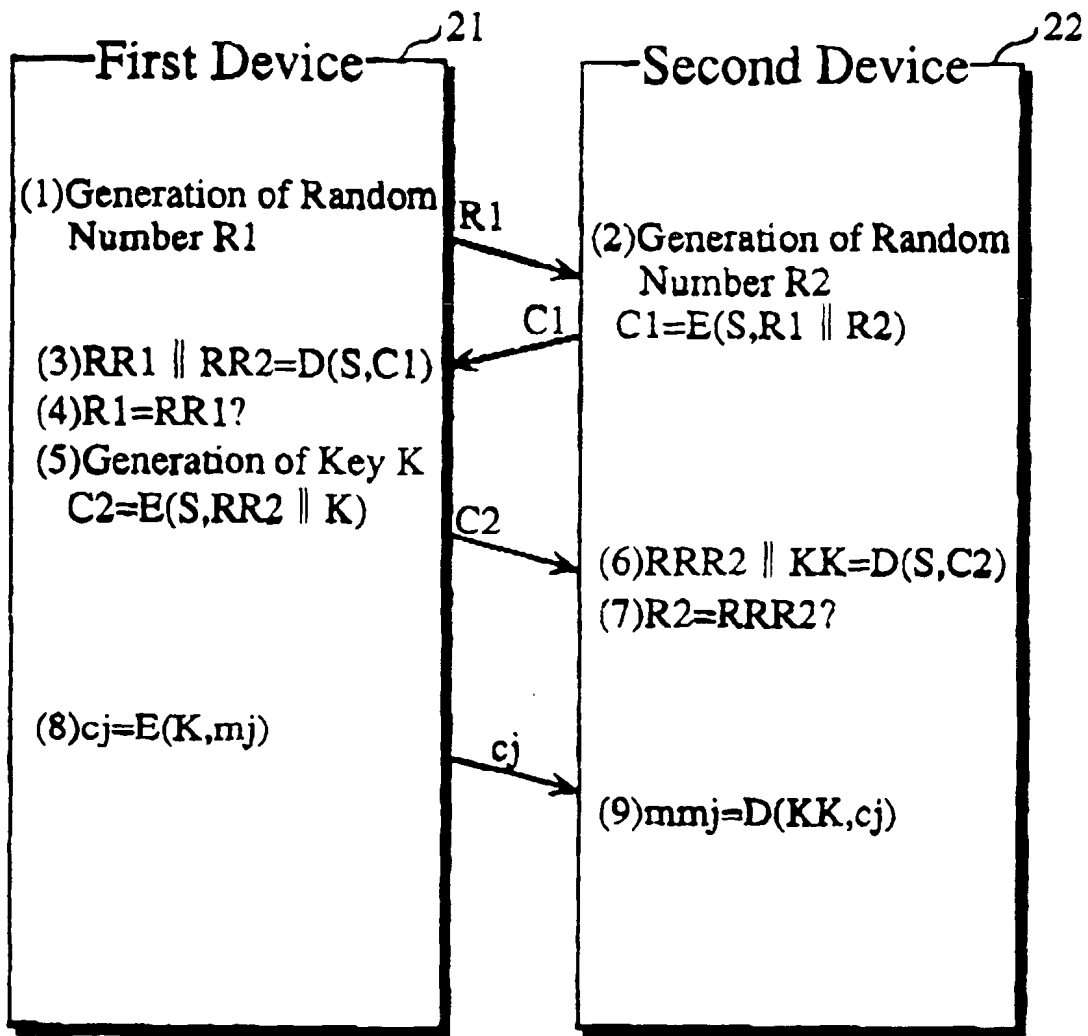 First Device
21
Second Device
22
(1)Generation of Random
Number R1
R1
(2)Generation of Random
Number R2
C1=E(S,R1 ∥ R2)
C1
(3)RR1 ∥ RR2=D(S,C1)
(4)R1=RR1?
(5)Generation of Key K
C2=E(S,RR2 ∥ K)
C2
(6)RRR2 ∥ KK=D(S,C2)
(7)R2=RRR2?
(8)cj=E(K,mj)
cj
(9)mmj=D(KK,cj)